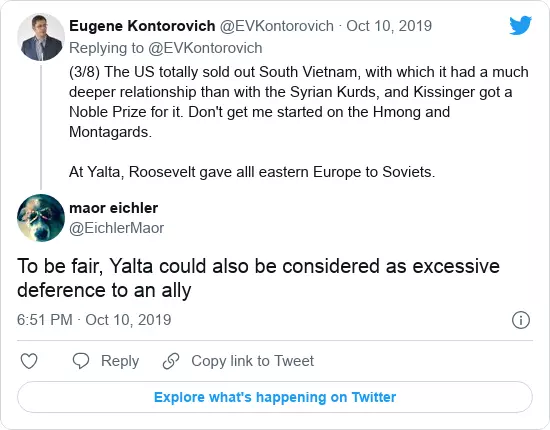 Eugene Kontorovich @EVKontorovich · Oct 10, 2019
Replying to @EVKontorovich
(3/8) The US totally sold out South Vietnam, with which it had a much
deeper relationship than with the Syrian Kurds, and Kissinger got a
Noble Prize for it. Don't get me started on the Hmong and
Montagards.
At Yalta, Roosevelt gave alll eastern Europe to Soviets.
maor eichler
@EichlerMaor
To be fair, Yalta could also be considered as excessive
deference to an ally
6:51 PM · Oct 10, 2019
Reply
Copy link to Tweet
Explore what's happening on Twitter